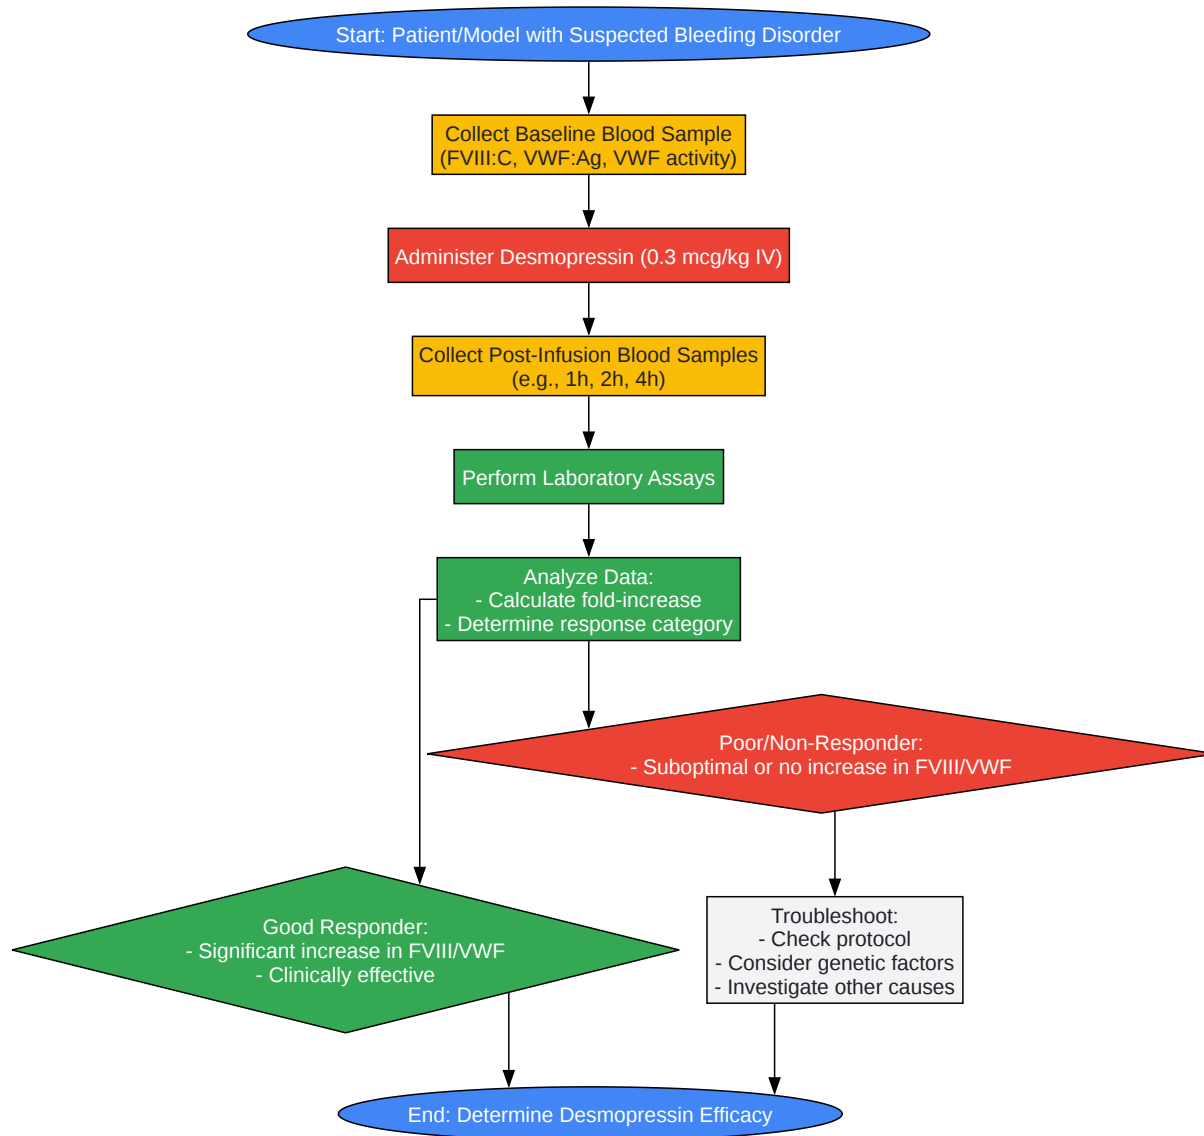 Start: Patient/Model with Suspected Bleeding Disorder
Collect Baseline Blood Sample
(FVIII:C, VWF:Ag, VWF activity)
Administer Desmopressin (0.3 mcg/kg IV)
Collect Post-Infusion Blood Samples
(e.g., 1h, 2h, 4h)
Perform Laboratory Assays
Analyze Data:
- Calculate fold-increase
- Determine response category
Poor/Non-Responder:
- Suboptimal or no increase in FVIII/VWF
Good Responder:
- Significant increase in FVIII/VWF
- Clinically effective
Troubleshoot:
- Check protocol
- Consider genetic factors
- Investigate other causes
End: Determine Desmopressin Efficacy